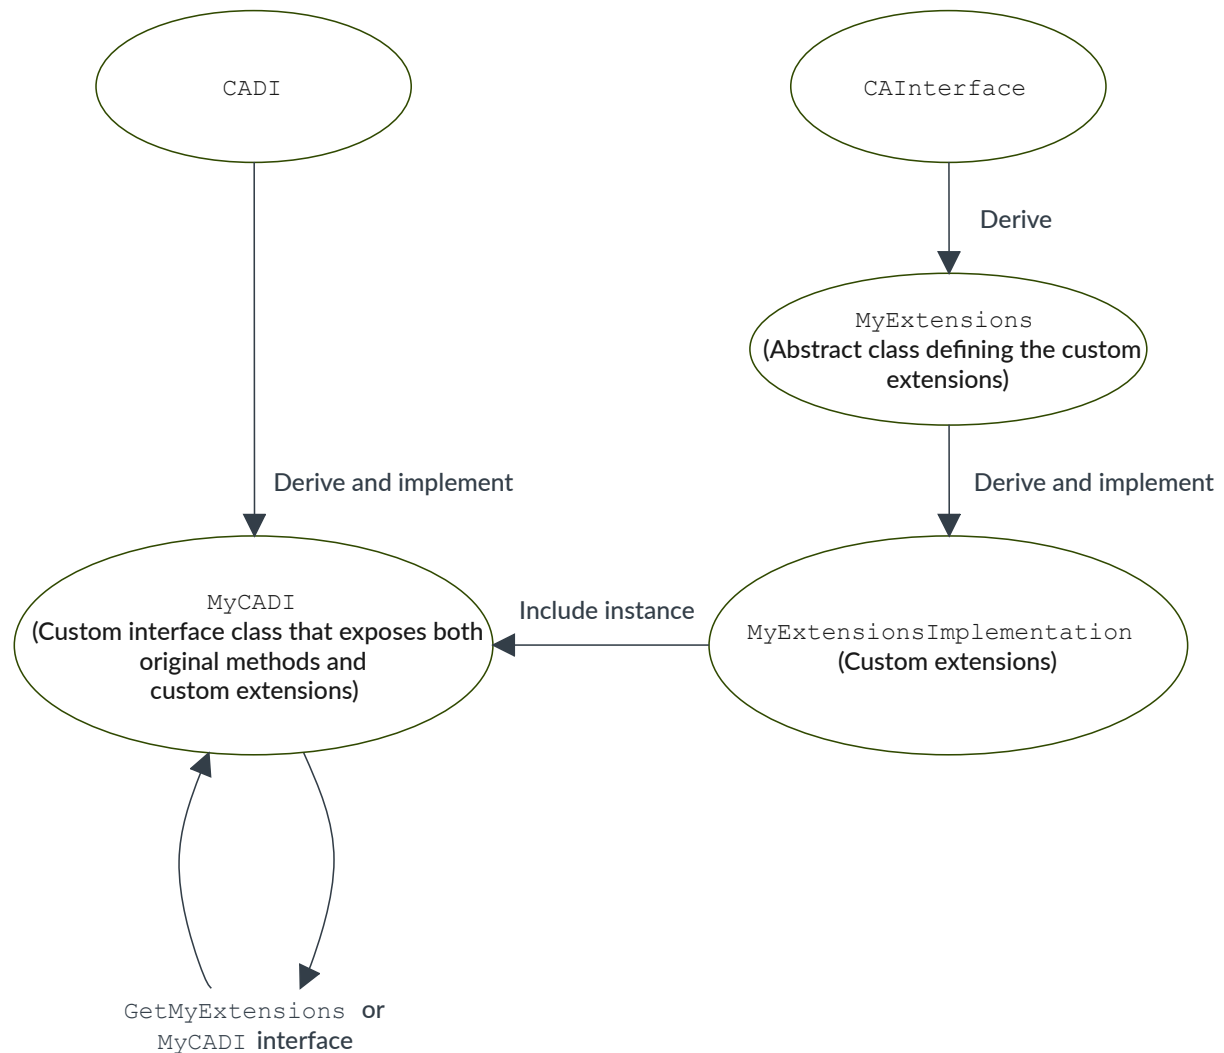 CADI
CAInterface
Derive
MyExtensions
(Abstract class defining the custom
extensions)
Derive and implement
Derive and implement
MyCADI
(Custom interface class that exposes both
original methods and
custom extensions)
Include instance
MyExtensionsImplementation
(Custom extensions)
GetMyExtensions or
MyCADI interface